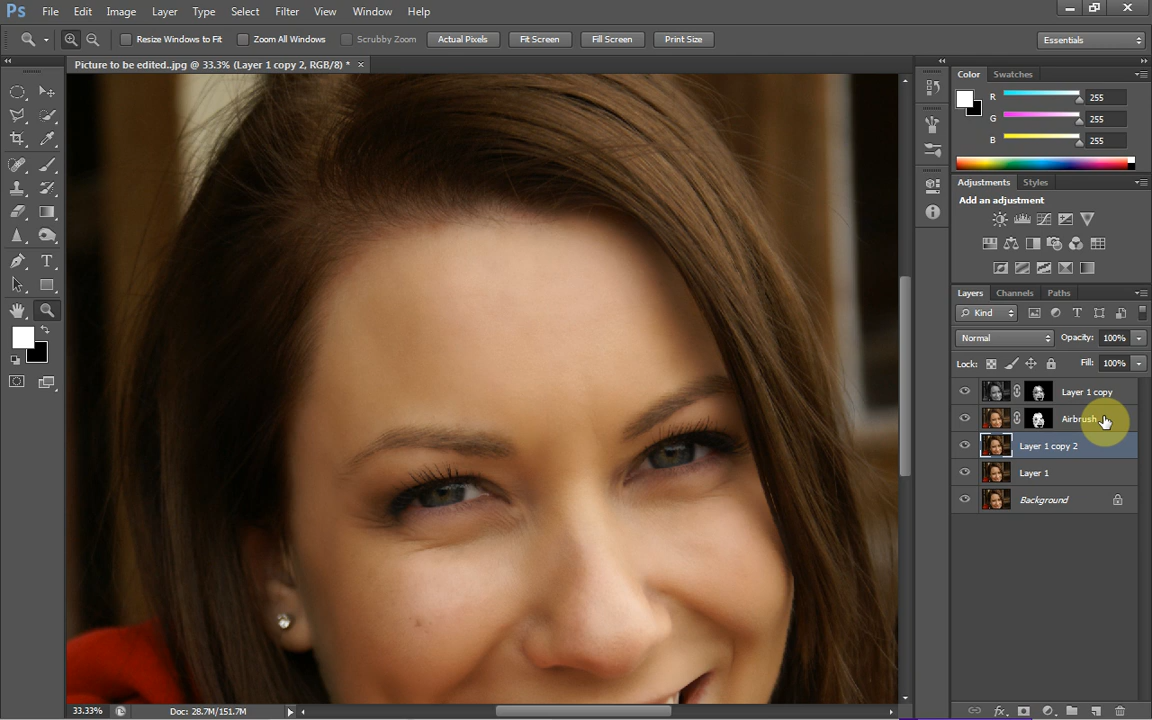 Ps File Edit Image Layer Type Select Filter View Window Help
Resize Windows to Fit Zoom All Windows Scrubby Zoom Actual Pixels Fit Screen Fill Screen Print Size Essentials
Picture to be edited..jpg @ 33.3% (Layer 1 copy 2, RGB/8) * ×
Color Swatches
R 255
G 255
B 255
Adjustments Styles
Add an adjustment
Layers Channels Paths
Kind
Normal Opacity: 100%
Lock: Fill: 100%
Layer 1 copy
Airbrush
Layer 1 copy 2
Layer 1
Background
33.33% Doc: 28.7M/151.7M
fx